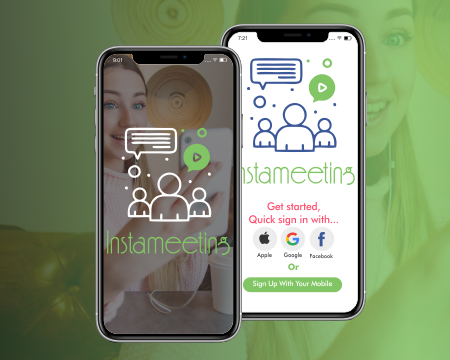 9:01
Instameeting
7:21
nstameeting
Get started,
Quick sign in with...
Apple Google Facebook
Or
Sign Up With Your Mobile